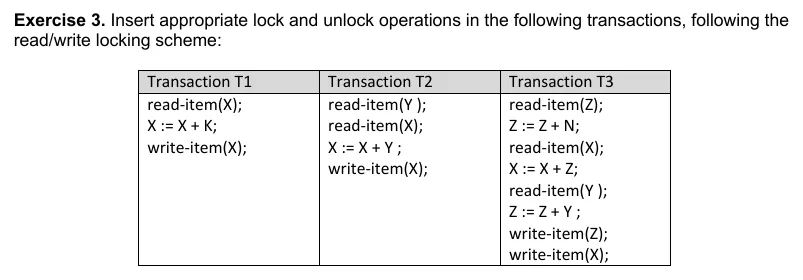 Exercise 3. Insert appropriate lock and unlock operations in the following transactions, following the
read/write locking scheme:
Transaction T1
read-item(X);
X := X + K;
write-item(X);
Transaction T2
read-item(Y );
read-item(X);
X := X + Y ;
write-item(X);
Transaction T3
read-item(Z);
Z := Z + N;
read-item(X);
X := X + Z;
read-item(Y );
Z := Z + Y ;
write-item(Z);
write-item(X);